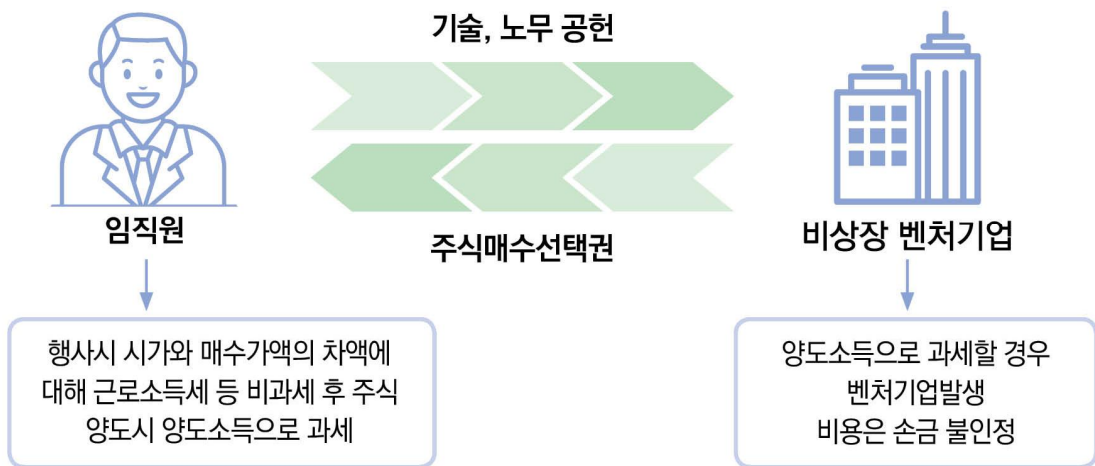 기술, 노무 공헌
임직원
주식매수선택권
비상장 벤처기업
행사시 시가와 매수가액의 차액에
대해 근로소득세 등 비과세 후 주식
양도시 양도소득으로 과세
양도소득으로 과세할 경우
벤처기업발생
비용은 손금 불인정